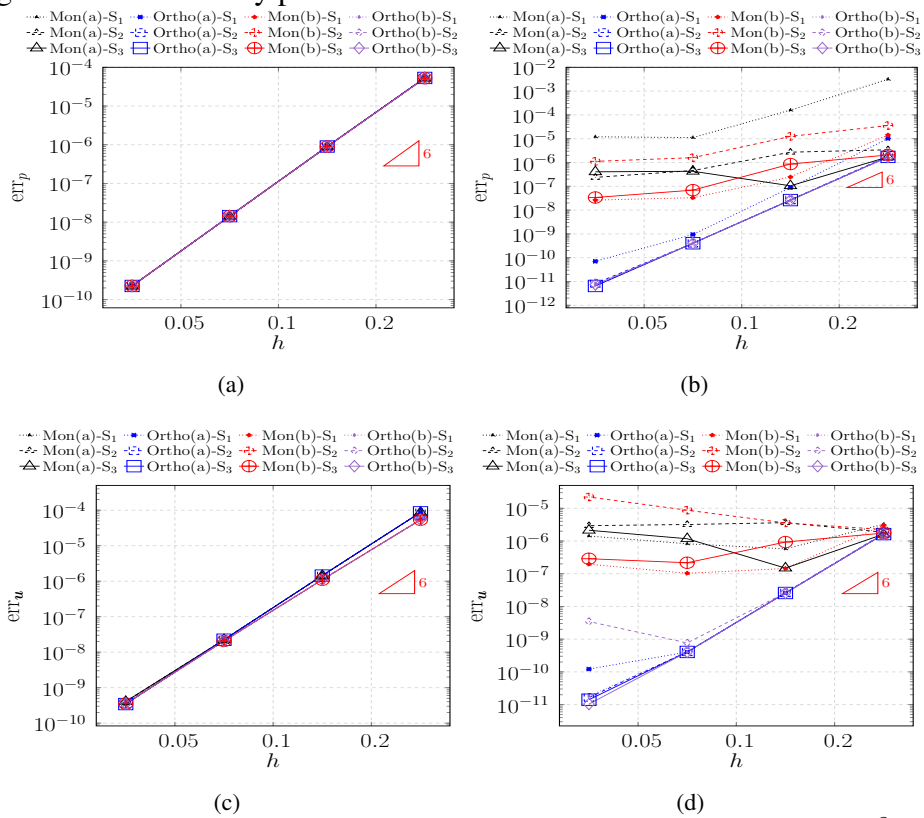 Mon(a)-S₁ Ortho(a)-S₁ Mon(b)-S₁ Ortho(b)-S₁
Mon(a)-S₂ Ortho(a)-S₂ Mon(b)-S₂ Ortho(b)-S₂
Mon(a)-S₃ Ortho(a)-S₃ Mon(b)-S₃ Ortho(b)-S₃
10⁻⁴
10⁻⁵
10⁻⁶
10⁻⁷
10⁻⁸
10⁻⁹
10⁻¹⁰
errₚ
6
0.05 0.1 0.2
h
(a)
Mon(a)-S₁ Ortho(a)-S₁ Mon(b)-S₁ Ortho(b)-S₁
Mon(a)-S₂ Ortho(a)-S₂ Mon(b)-S₂ Ortho(b)-S₂
Mon(a)-S₃ Ortho(a)-S₃ Mon(b)-S₃ Ortho(b)-S₃
10⁻²
10⁻³
10⁻⁴
10⁻⁵
10⁻⁶
10⁻⁷
10⁻⁸
10⁻⁹
10⁻¹⁰
10⁻¹¹
10⁻¹²
errₚ
6
0.05 0.1 0.2
h
(b)
Mon(a)-S₁ Ortho(a)-S₁ Mon(b)-S₁ Ortho(b)-S₁
Mon(a)-S₂ Ortho(a)-S₂ Mon(b)-S₂ Ortho(b)-S₂
Mon(a)-S₃ Ortho(a)-S₃ Mon(b)-S₃ Ortho(b)-S₃
10⁻⁴
10⁻⁵
10⁻⁶
10⁻⁷
10⁻⁸
10⁻⁹
10⁻¹⁰
errᵤ
6
0.05 0.1 0.2
h
(c)
Mon(a)-S₁ Ortho(a)-S₁ Mon(b)-S₁ Ortho(b)-S₁
Mon(a)-S₂ Ortho(a)-S₂ Mon(b)-S₂ Ortho(b)-S₂
Mon(a)-S₃ Ortho(a)-S₃ Mon(b)-S₃ Ortho(b)-S₃
10⁻⁵
10⁻⁶
10⁻⁷
10⁻⁸
10⁻⁹
10⁻¹⁰
10⁻¹¹
errᵤ
6
0.05 0.1 0.2
h
(d)